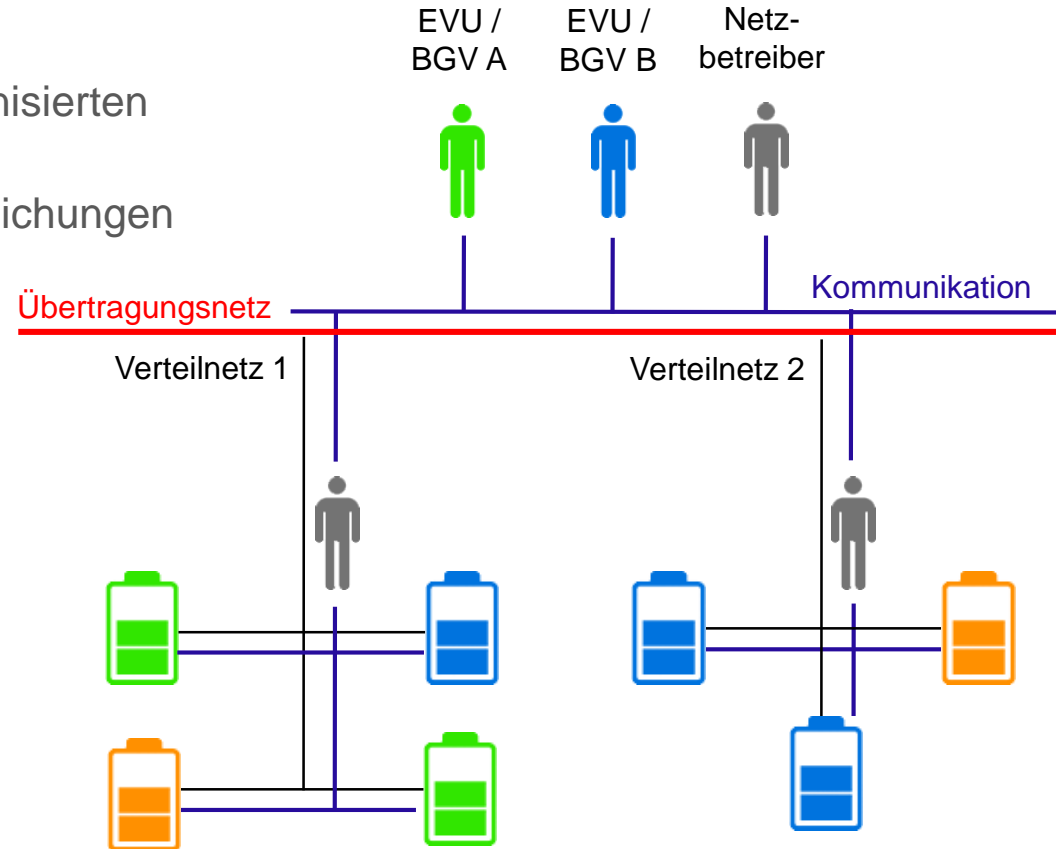 EVU /
BGV A
EVU /
BGV B
Netz-
betreiber
nisierten
ichungen
Übertragungsnetz
Kommunikation
Verteilnetz 1
Verteilnetz 2